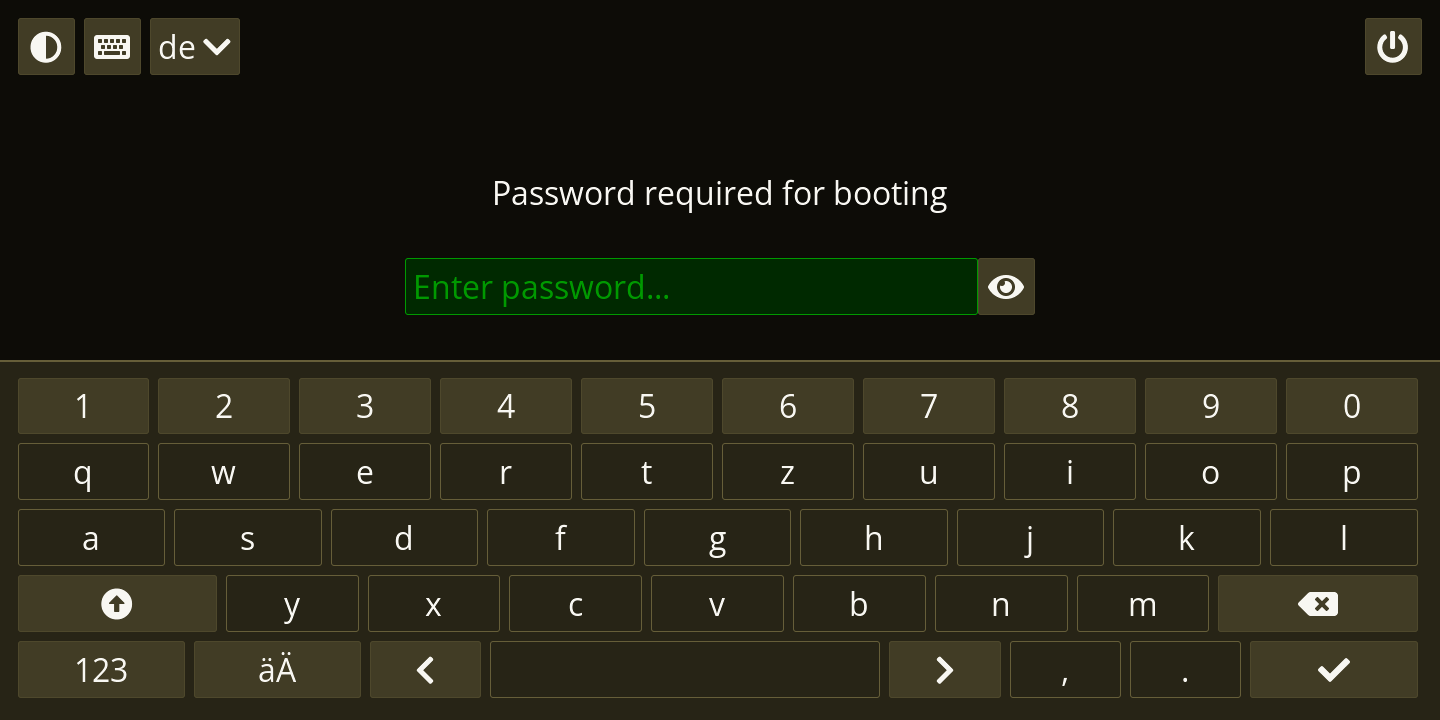 de
Password required for booting
Enter password...
1 2 3 4 5 6 7 8 9 0
q w e r t z u i o p
a s d f g h j k l
y x c v b n m
123 äÄ , .